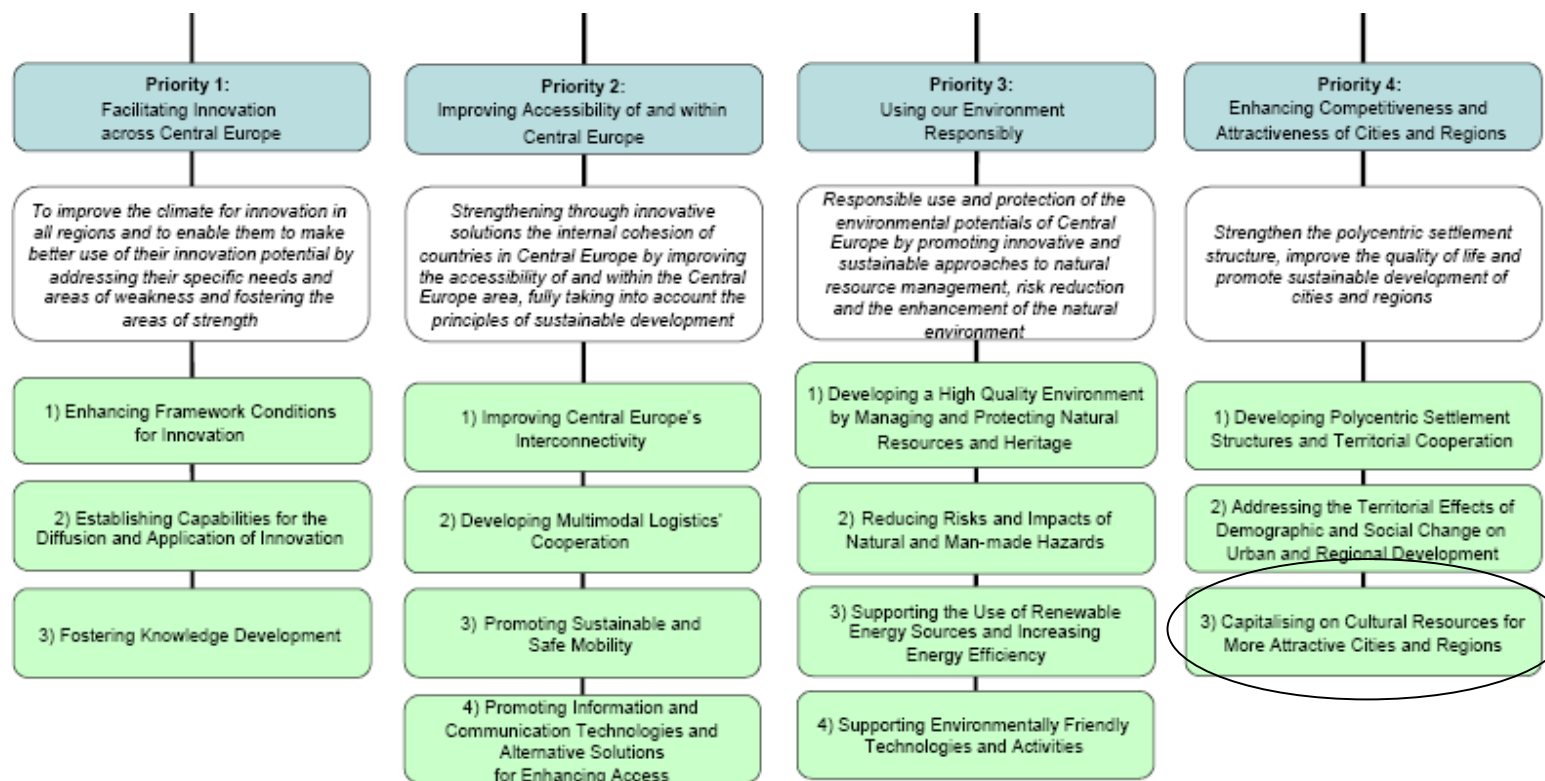 Priority 1:
Facilitating Innovation
across Central Europe
To improve the climate for innovation in
all regions and to enable them to make
better use of their innovation potential by
addressing their specific needs and
areas of weakness and fostering the
areas of strength
1) Enhancing Framework Conditions
for Innovation
2) Establishing Capabilities for the
Diffusion and Application of Innovation
3) Fostering Knowledge Development
Priority 2:
Improving Accessibility of and within
Central Europe
Strengthening through innovative
solutions the internal cohesion of
countries in Central Europe by improving
the accessibility of and within the Central
Europe area, fully taking into account the
principles of sustainable development
1) Improving Central Europe's
Interconnectivity
2) Developing Multimodal Logistics'
Cooperation
3) Promoting Sustainable and
Safe Mobility
4) Promoting Information and
Communication Technologies and
Alternative Solutions
for Enhancing Access
Priority 3:
Using our Environment
Responsibly
Responsible use and protection of the
environmental potentials of Central
Europe by promoting innovative and
sustainable approaches to natural
resource management, risk reduction
and the enhancement of the natural
environment
1) Developing a High Quality Environment
by Managing and Protecting Natural
Resources and Heritage
2) Reducing Risks and Impacts of
Natural and Man-made Hazards
3) Supporting the Use of Renewable
Energy Sources and Increasing
Energy Efficiency
4) Supporting Environmentally Friendly
Technologies and Activities
Priority 4:
Enhancing Competitiveness and
Attractiveness of Cities and Regions
Strengthen the polycentric settlement
structure, improve the quality of life and
promote sustainable development of
cities and regions
1) Developing Polycentric Settlement
Structures and Territorial Cooperation
2) Addressing the Territorial Effects of
Demographic and Social Change on
Urban and Regional Development
3) Capitalising on Cultural Resources for
More Attractive Cities and Regions